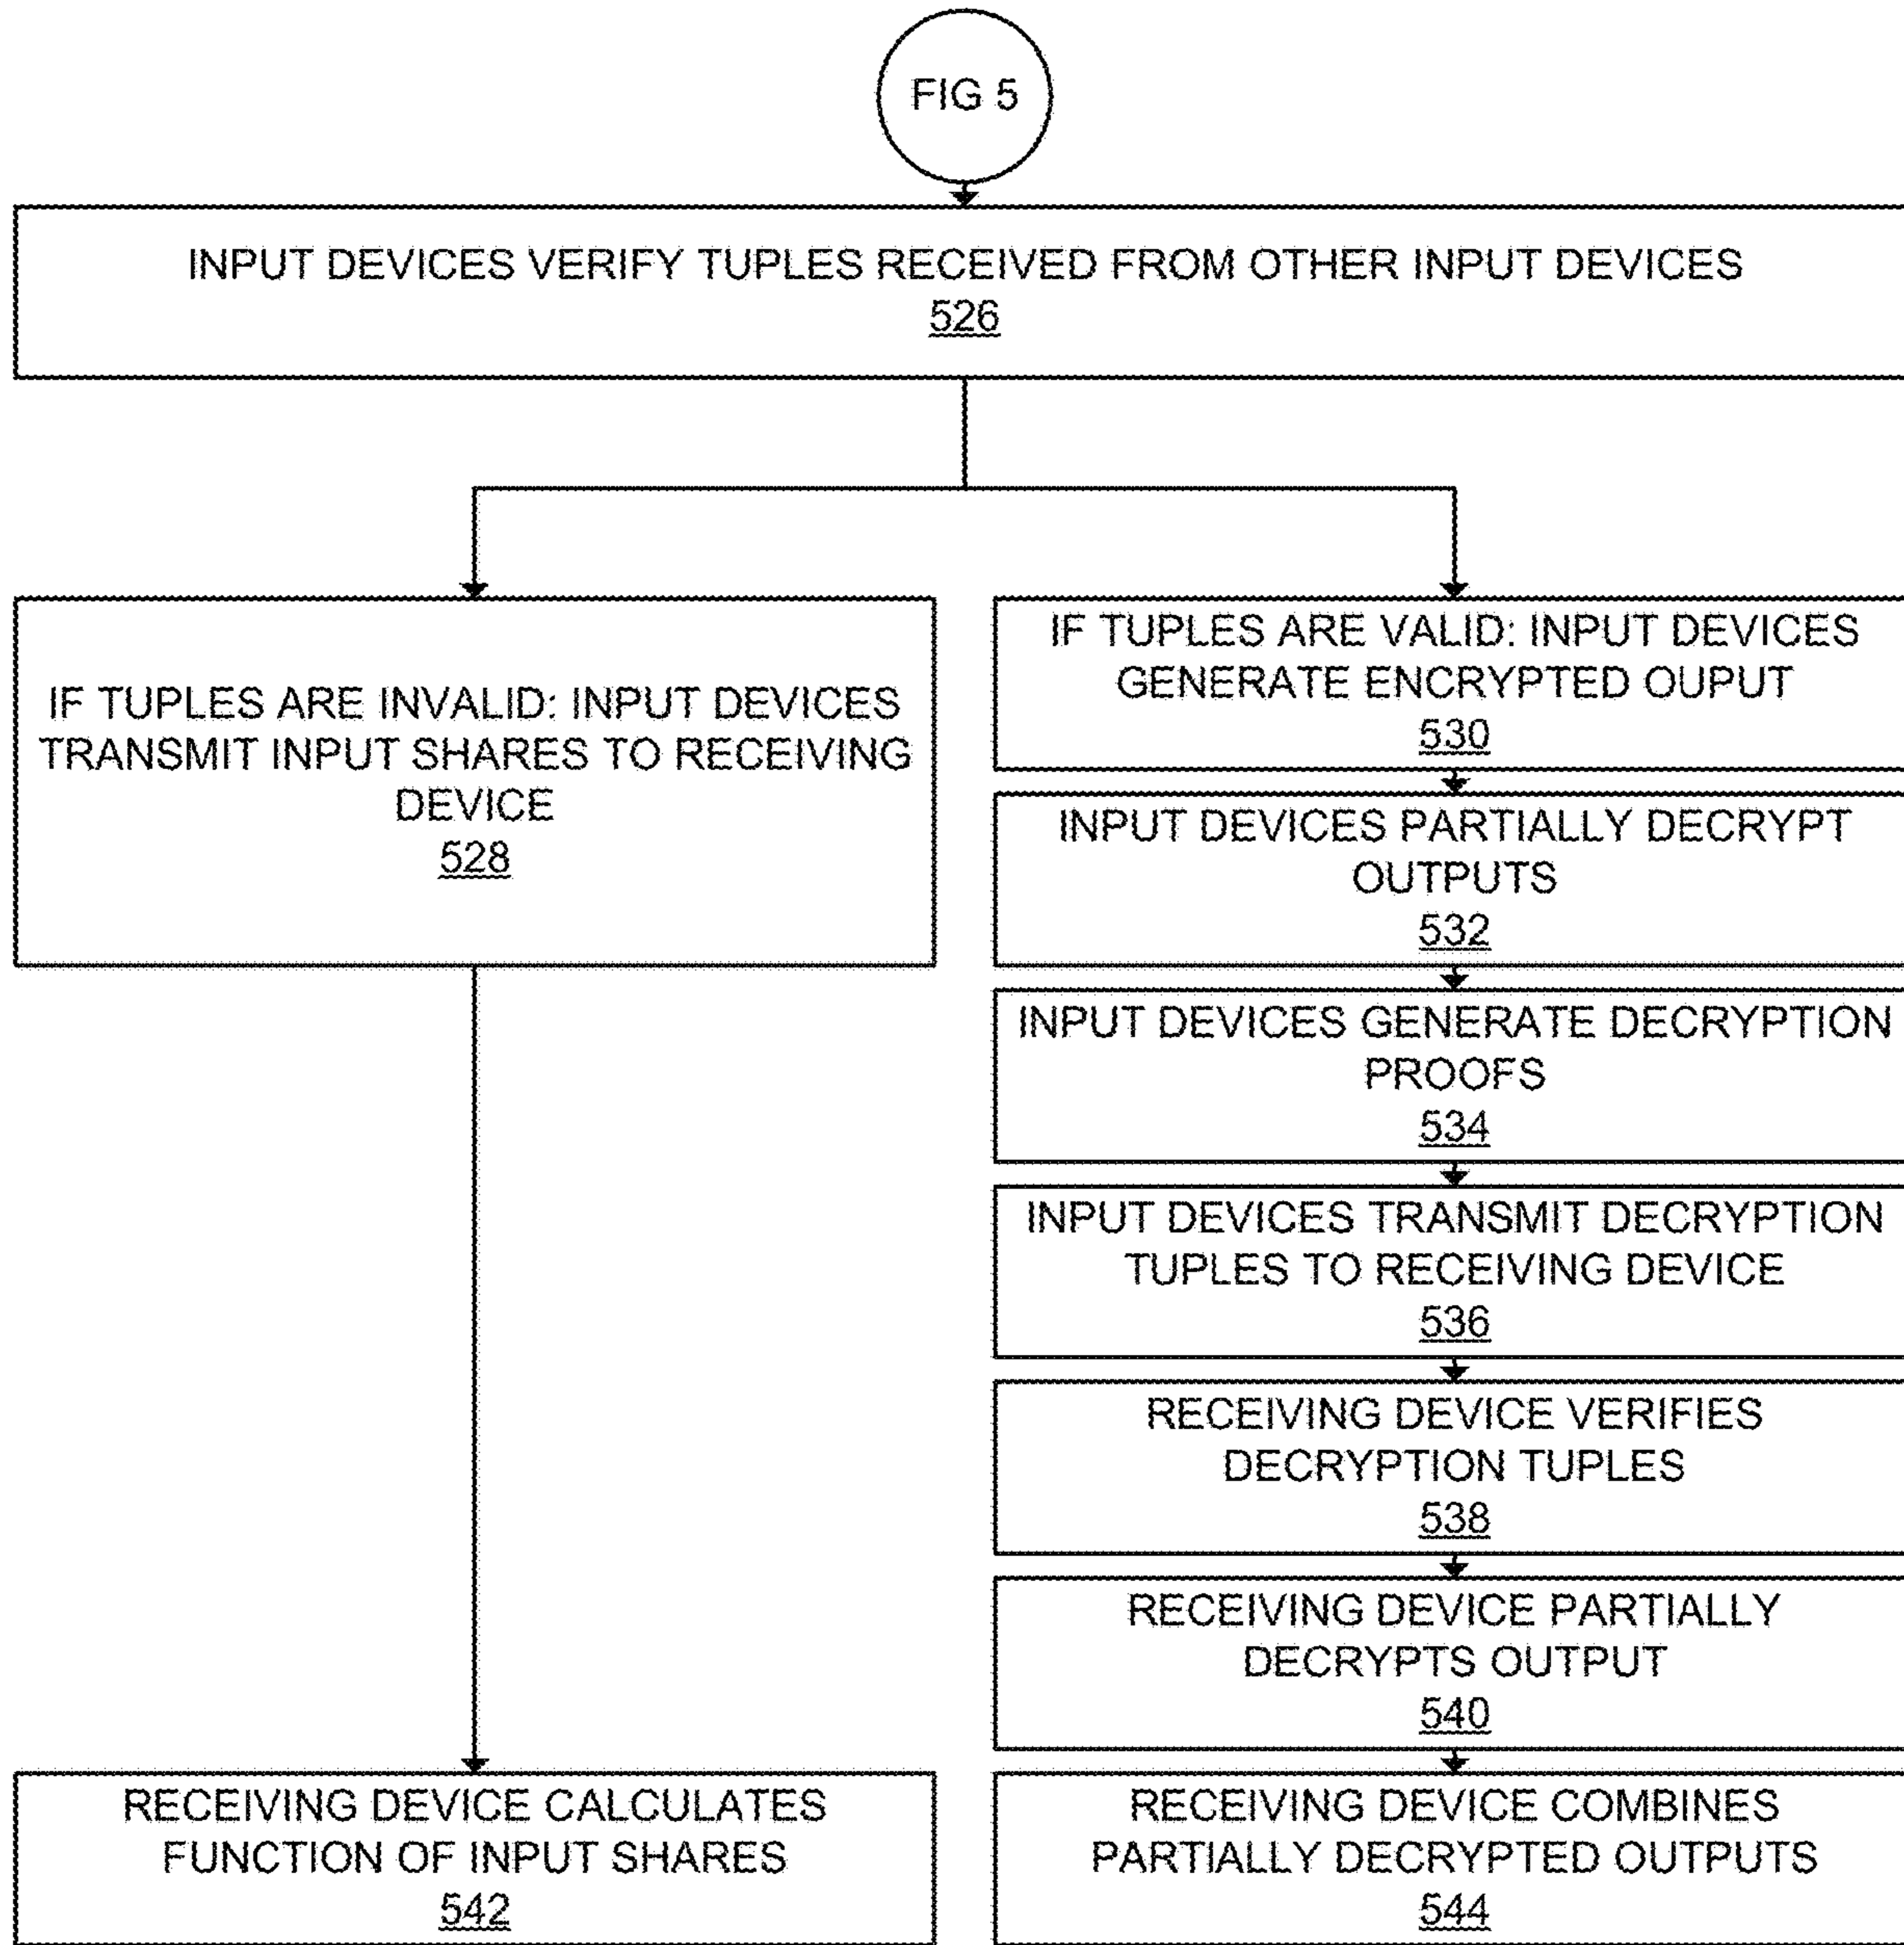 FIG 5
INPUT DEVICES VERIFY TUPLES RECEIVED FROM OTHER INPUT DEVICES
526
IF TUPLES ARE INVALID: INPUT DEVICES
TRANSMIT INPUT SHARES TO RECEIVING
DEVICE
528
IF TUPLES ARE VALID: INPUT DEVICES
GENERATE ENCRYPTED OUPUT
530
INPUT DEVICES PARTIALLY DECRYPT
OUTPUTS
532
INPUT DEVICES GENERATE DECRYPTION
PROOFS
534
INPUT DEVICES TRANSMIT DECRYPTION
TUPLES TO RECEIVING DEVICE
536
RECEIVING DEVICE VERIFIES
DECRYPTION TUPLES
538
RECEIVING DEVICE PARTIALLY
DECRYPTS OUTPUT
540
RECEIVING DEVICE CALCULATES
FUNCTION OF INPUT SHARES
542
RECEIVING DEVICE COMBINES
PARTIALLY DECRYPTED OUTPUTS
544